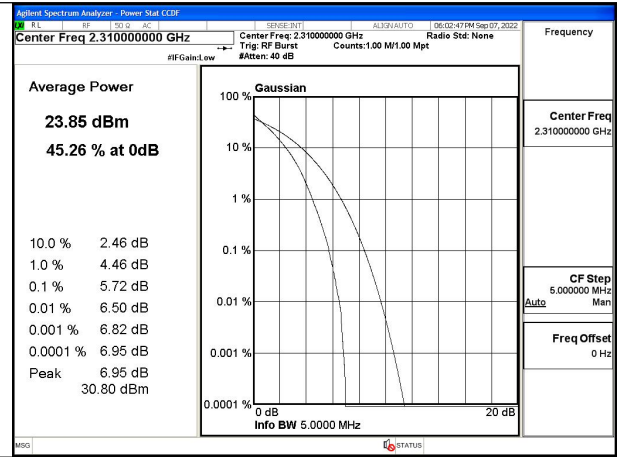 Agilent Spectrum Analyzer - Power Stat CCDF
RL RF 50 Ω AC SENSE:INT ALIGN AUTO 06:02:47 PM Sep 07, 2022
Center Freq 2.310000000 GHz
Center Freq: 2.310000000 GHz Radio Std: None
Trig: RF Burst Counts:1.00 M/1.00 Mpt
#IFGain:Low #Atten: 40 dB
Frequency
Average Power
23.85 dBm
45.26 % at 0dB
10.0 % 2.46 dB
1.0 % 4.46 dB
0.1 % 5.72 dB
0.01 % 6.50 dB
0.001 % 6.82 dB
0.0001 % 6.95 dB
Peak 6.95 dB
30.80 dBm
Gaussian
100 %
10 %
1 %
0.1 %
0.01 %
0.001 %
0.0001 %
0 dB 20 dB
Info BW 5.0000 MHz
Center Freq
2.310000000 GHz
CF Step
5.000000 MHz
Auto Man
Freq Offset
0 Hz
MSG STATUS